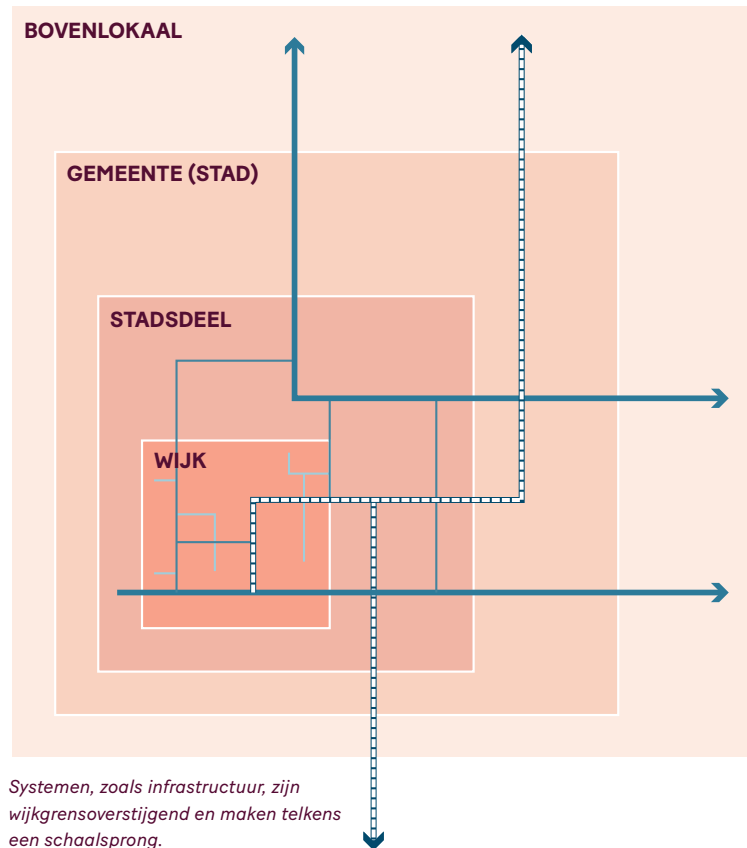 BOVENLOKAAL
GEMEENTE (STAD)
STADSDEEL
WIJK
Systemen, zoals infrastructuur, zijn
wijkgrensoverstijgend en maken telkens
een schaalsprong.